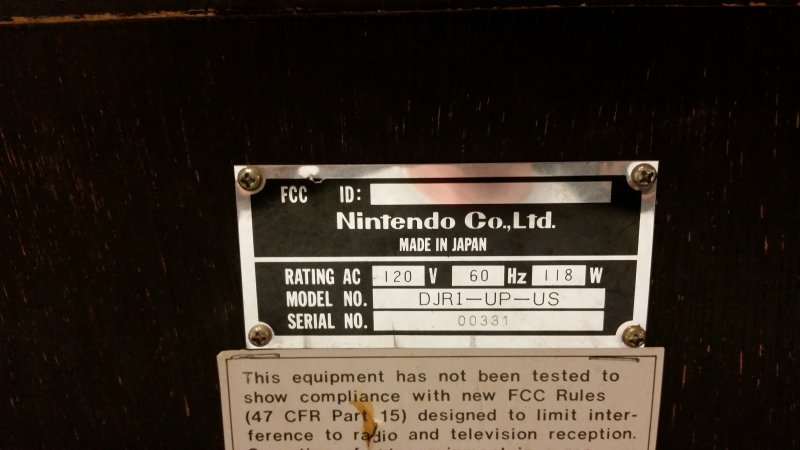 FCC ID:
Nintendo Co.,Ltd.
MADE IN JAPAN
RATING AC 120 V 60 Hz 118 W
MODEL NO. DJR1-UP-US
SERIAL NO. 00331
This equipment has not been tested to
show compliance with new FCC Rules
(47 CFR Part 15) designed to limit inter-
ference to radio and television reception.